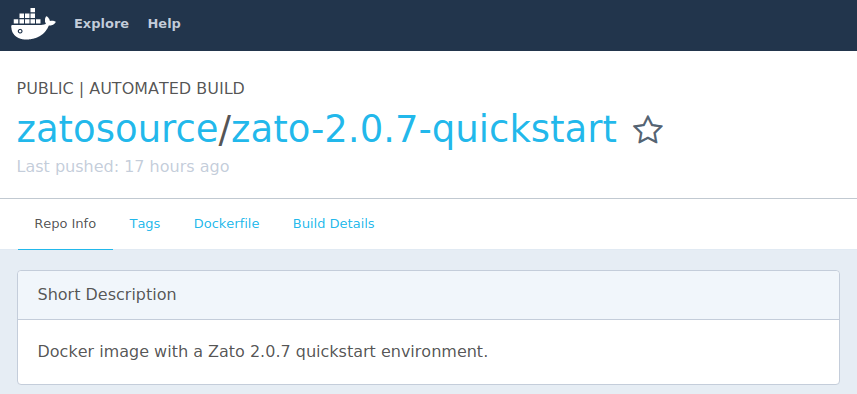 Explore Help
PUBLIC | AUTOMATED BUILD
zatosource/zato-2.0.7-quickstart
Last pushed: 17 hours ago
Repo Info Tags Dockerfile Build Details
Short Description
Docker image with a Zato 2.0.7 quickstart environment.